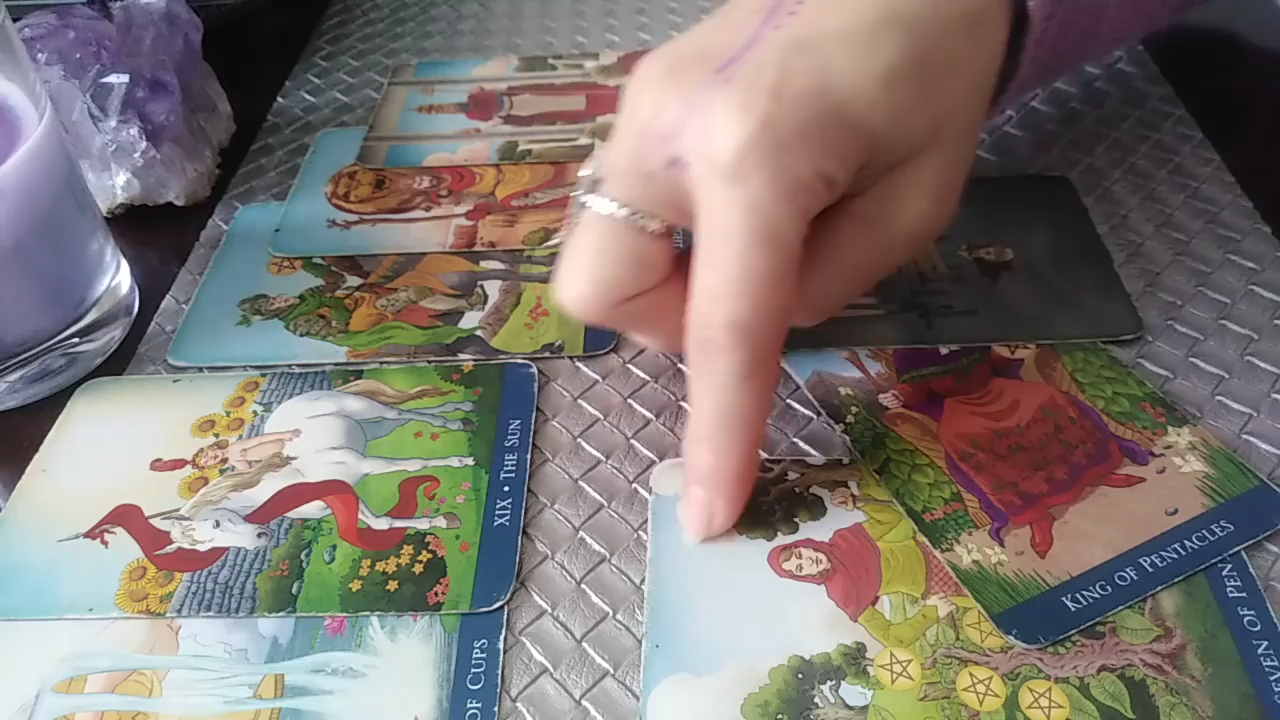 XIX • THE SUN
OF CUPS
KING OF PENTACLES
SEVEN OF PEN